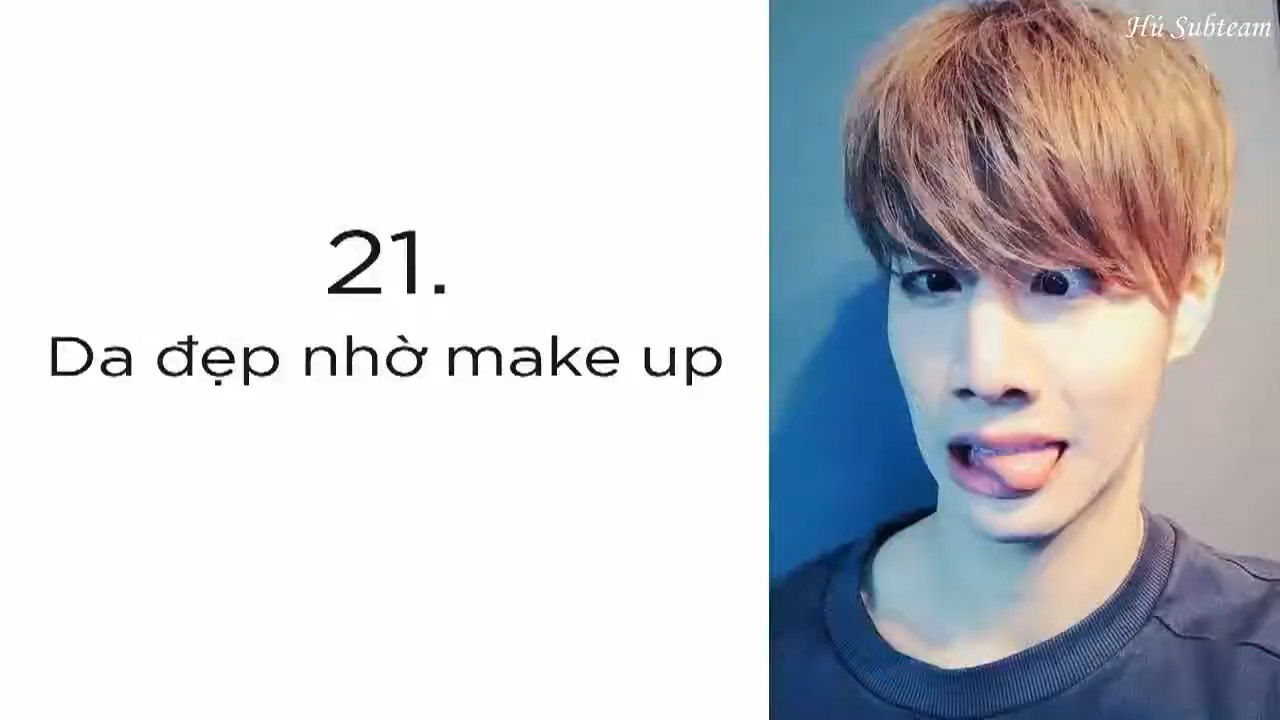 Hú Subteam
21.
Da đẹp nhờ make up